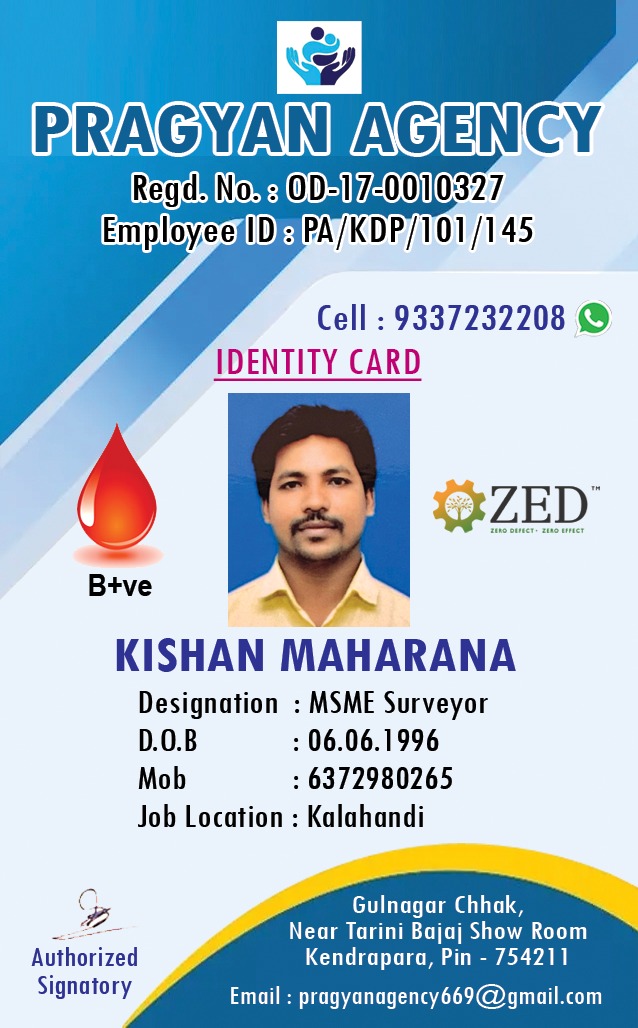 PRAGYAN AGENCY
Regd. No. : OD-17-0010327
Employee ID : PA/KDP/101/145
Cell : 9337232208
IDENTITY CARD
B+ve
ZED™
ZERO DEFECT · ZERO EFFECT
KISHAN MAHARANA
Designation : MSME Surveyor
D.O.B : 06.06.1996
Mob : 6372980265
Job Location : Kalahandi
Authorized
Signatory
Gulnagar Chhak,
Near Tarini Bajaj Show Room
Kendrapara, Pin - 754211
Email : pragyanagency669@gmail.com